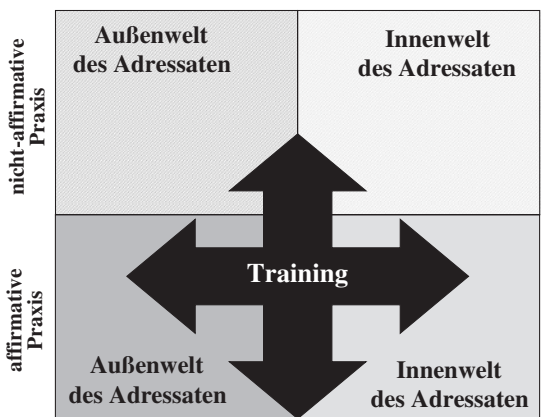 Außenwelt
des Adressaten
Innenwelt
des Adressaten
nicht-affirmative
Praxis
Training
affirmative
Praxis
Außenwelt
des Adressaten
Innenwelt
des Adressaten